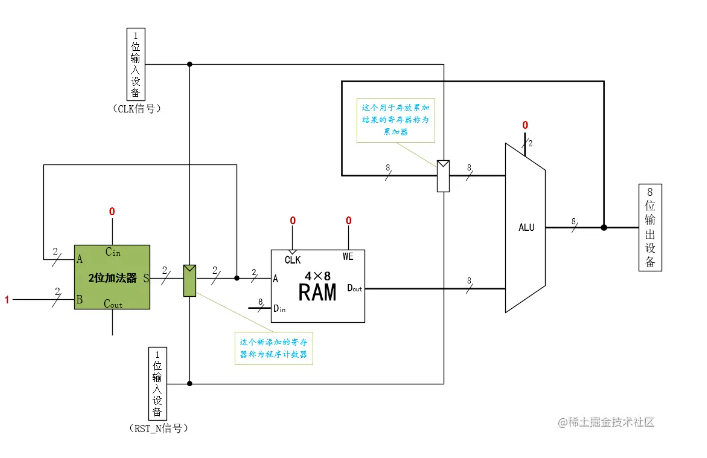 1位输入设备
(CLK信号)
这个用于存放累加
结果的寄存器称为
累加器
0
2
8
8
ALU
8
8位输出设备
0
0
0
2
A
Cin
2位加法器
S
2
2
2
A
CLK
WE
4×8
RAM
Dout
8
1
2
B
Cout
8
Din
这个新添加的寄存
器称为程序计数器
1位输入设备
(RST_N信号)
@稀土掘金技术社区